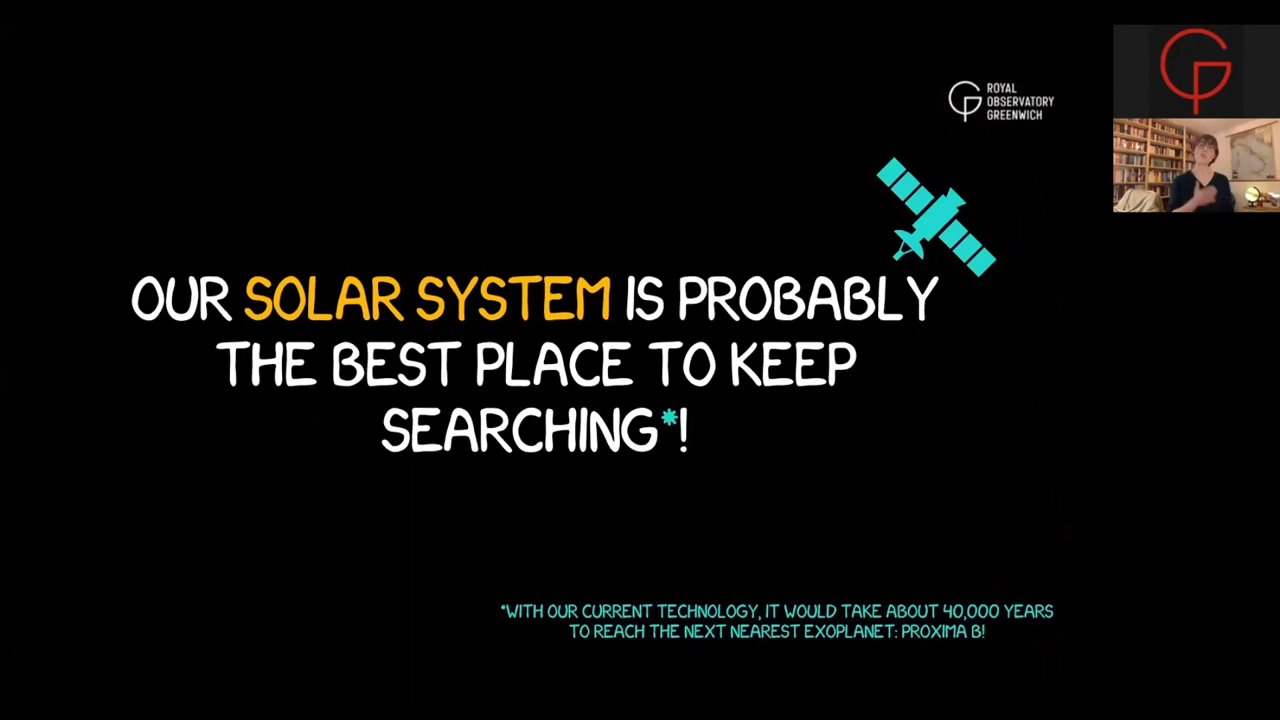 ROYAL
OBSERVATORY
GREENWICH
OUR SOLAR SYSTEM IS PROBABLY
THE BEST PLACE TO KEEP
SEARCHING*!
*WITH OUR CURRENT TECHNOLOGY, IT WOULD TAKE ABOUT 40,000 YEARS
TO REACH THE NEXT NEAREST EXOPLANET: PROXIMA B!